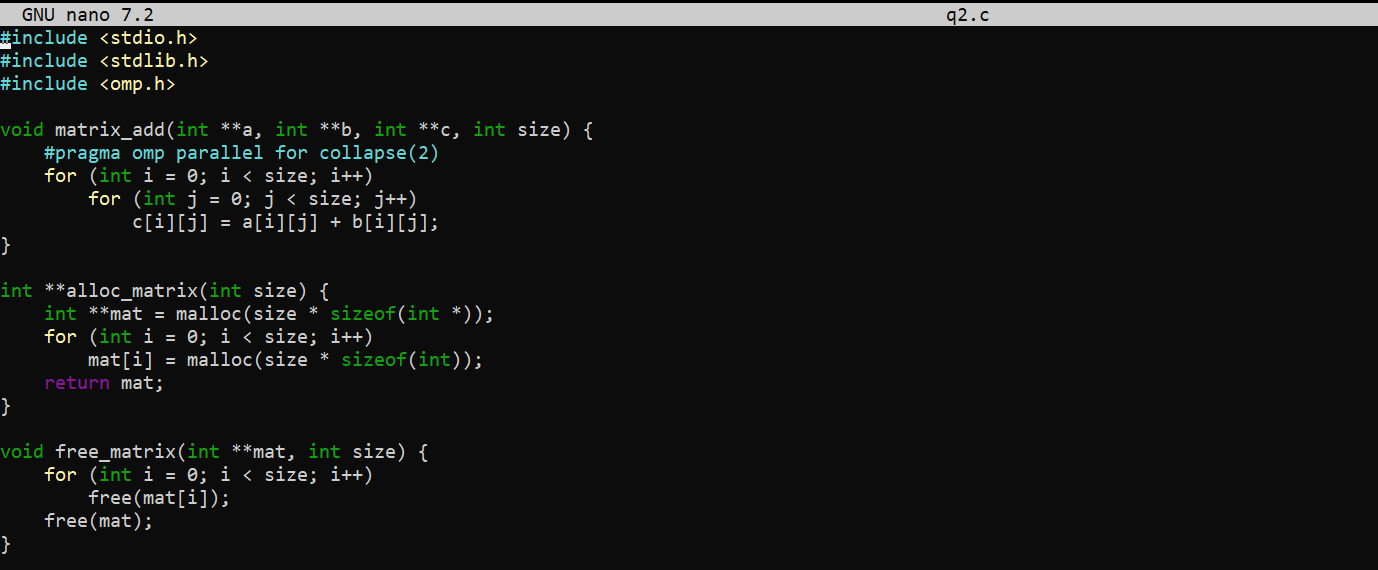 GNU nano 7.2 q2.c
#include <stdio.h>
#include <stdlib.h>
#include <omp.h>

void matrix_add(int **a, int **b, int **c, int size) {
    #pragma omp parallel for collapse(2)
    for (int i = 0; i < size; i++)
        for (int j = 0; j < size; j++)
            c[i][j] = a[i][j] + b[i][j];
}

int **alloc_matrix(int size) {
    int **mat = malloc(size * sizeof(int *));
    for (int i = 0; i < size; i++)
        mat[i] = malloc(size * sizeof(int));
    return mat;
}

void free_matrix(int **mat, int size) {
    for (int i = 0; i < size; i++)
        free(mat[i]);
    free(mat);
}